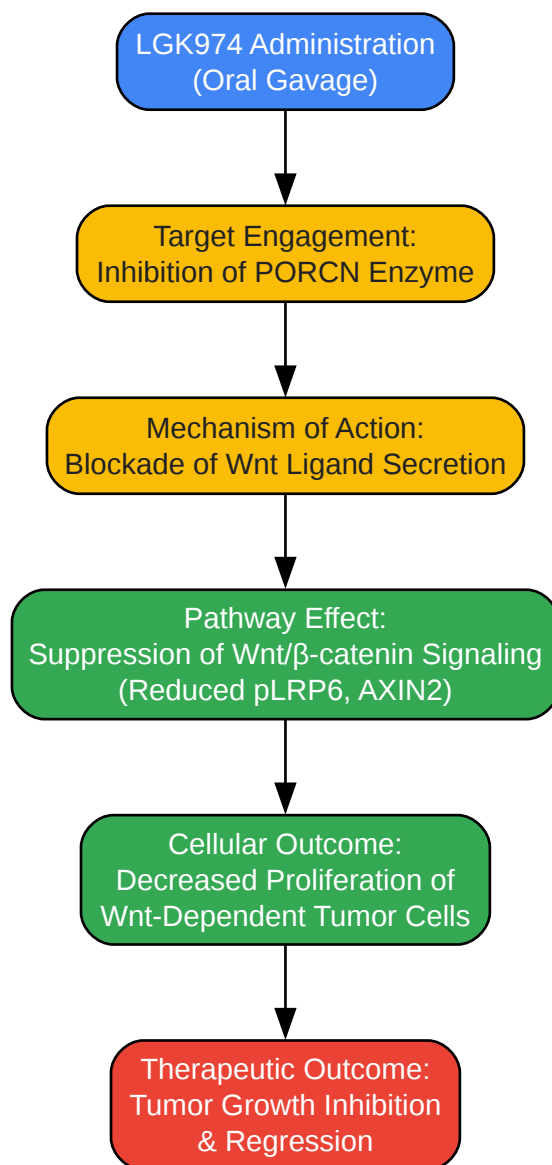 LGK974 Administration
(Oral Gavage)
Target Engagement:
Inhibition of PORCN Enzyme
Mechanism of Action:
Blockade of Wnt Ligand Secretion
Pathway Effect:
Suppression of Wnt/β-catenin Signaling
(Reduced pLRP6, AXIN2)
Cellular Outcome:
Decreased Proliferation of
Wnt-Dependent Tumor Cells
Therapeutic Outcome:
Tumor Growth Inhibition
& Regression